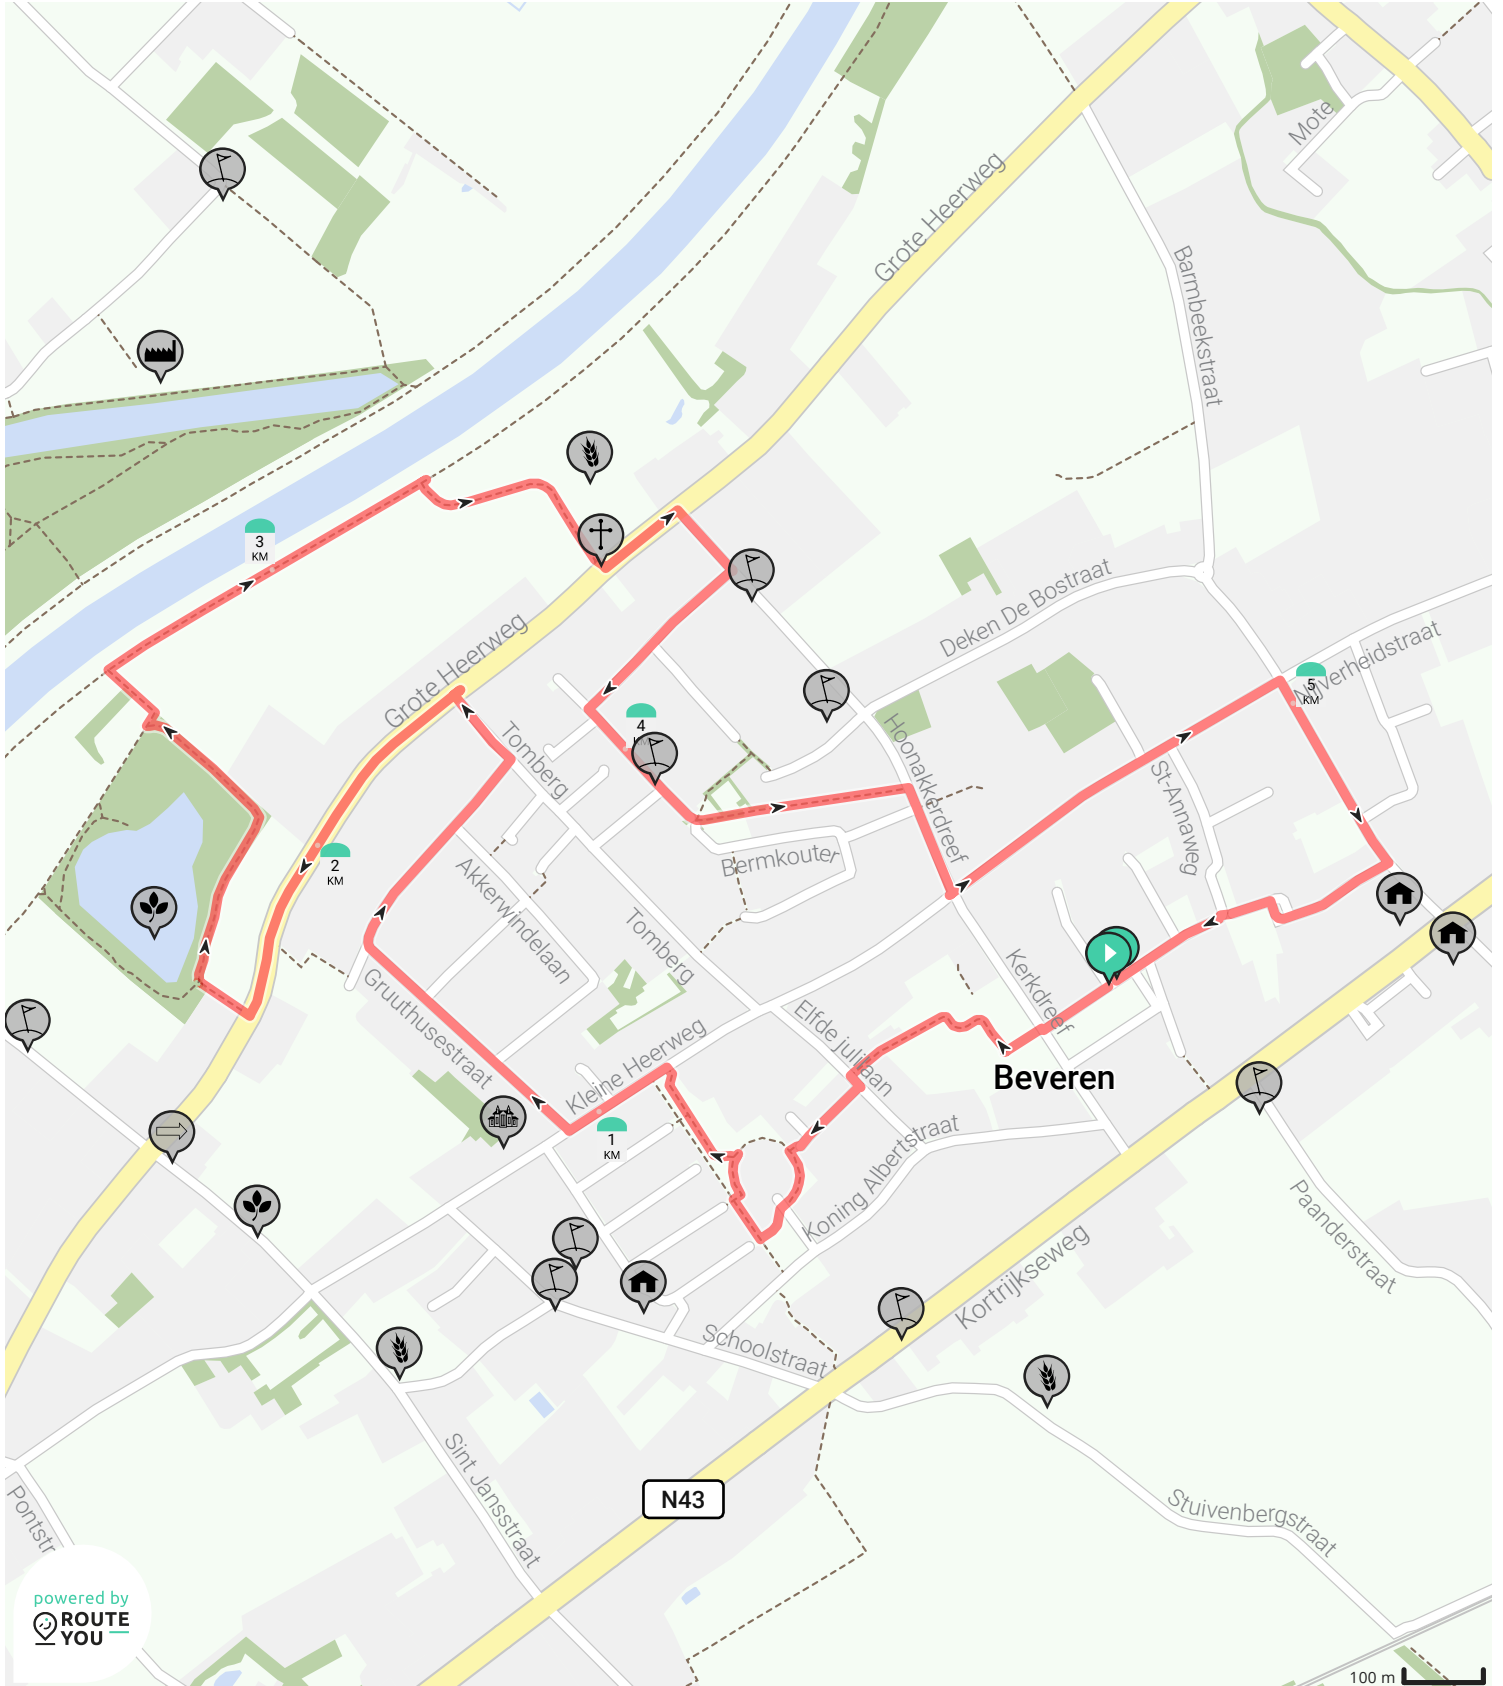 Mote
Grote Heerweg
Barmbeekstraat
3
KM
Deken De Bostraat
Nijverheidstraat
5
KM
Grote Heerweg
4
Tomberg
Hoonakkerdreef
St-Annaweg
2
KM
Bermkouter
Akkerwindelaan
Tomberg
Kerkdreef
Gruuthusestraat
Elfde julilaan
Kleine Heerweg
Beveren
1
KM
Koning Albertstraat
Paanderstraat
Kortrijkseweg
Schoolstraat
Sint Jansstraat
N43
Pontstr
Stuivenbergstraat
powered by
ROUTE
YOU
100 m